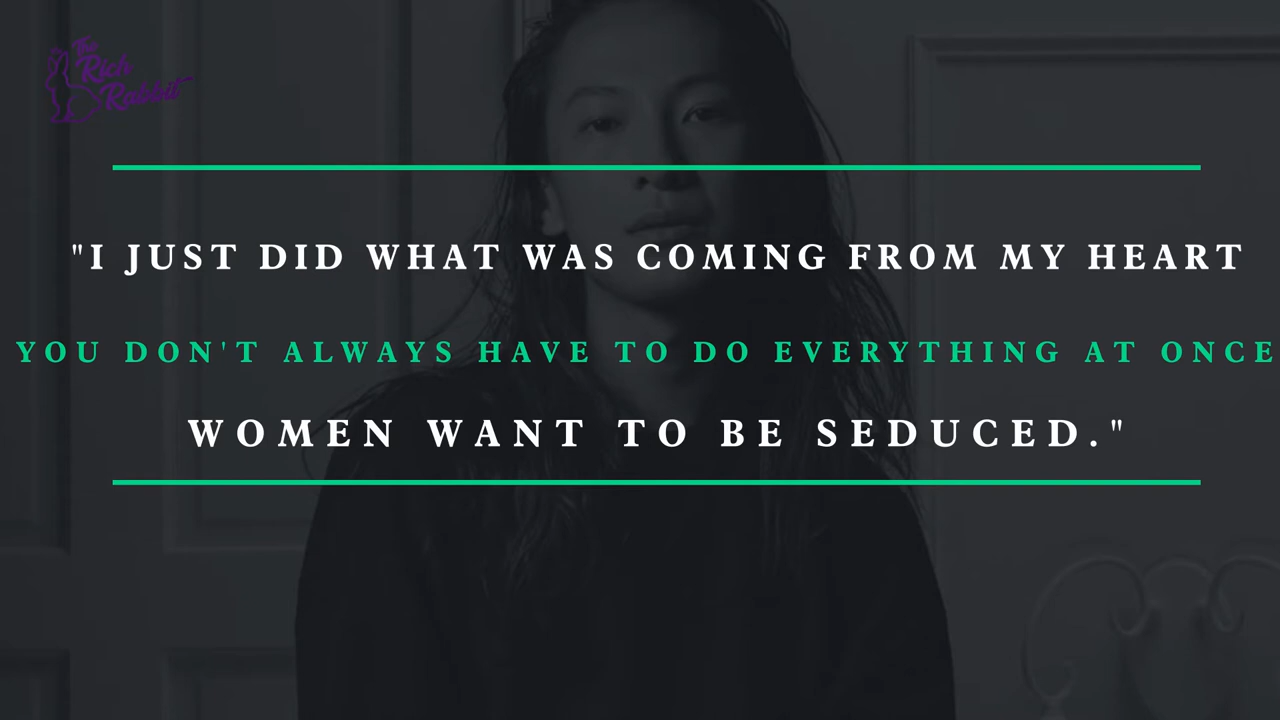 The
Rich
Rabbit
"I JUST DID WHAT WAS COMING FROM MY HEART
YOU DON'T ALWAYS HAVE TO DO EVERYTHING AT ONCE
WOMEN WANT TO BE SEDUCED."